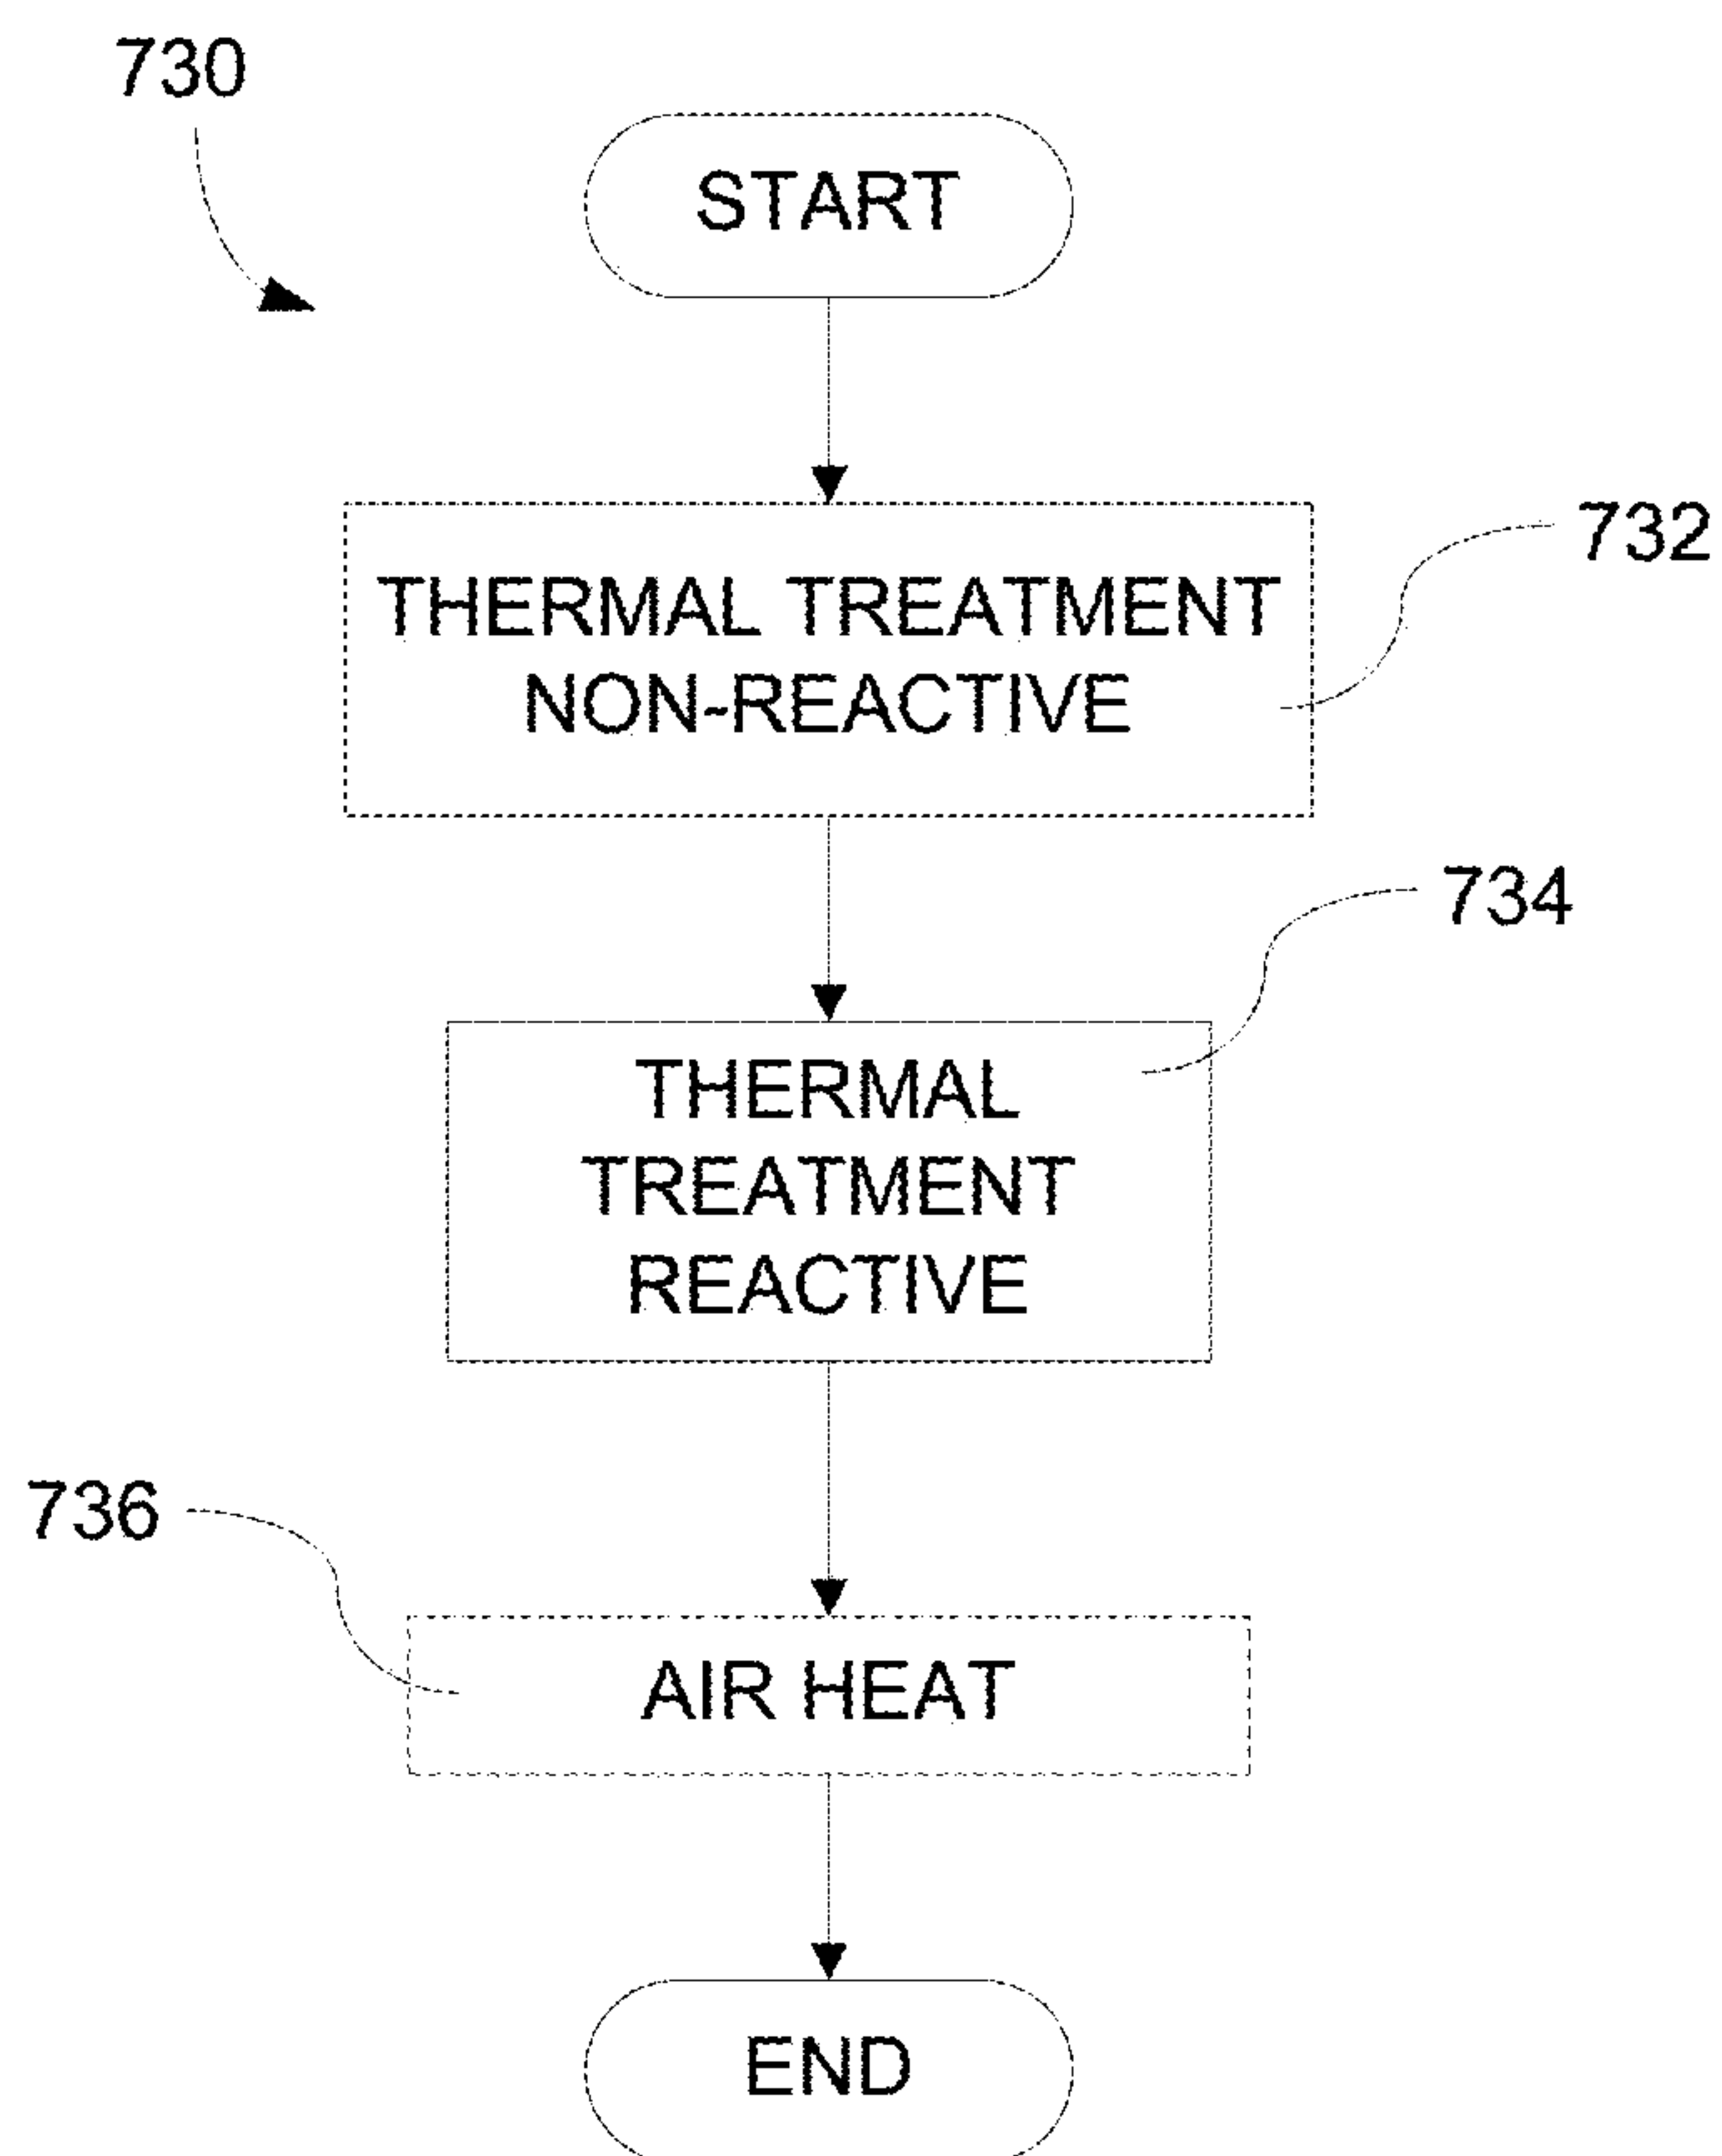 730
START
732
THERMAL TREATMENT
NON-REACTIVE
734
THERMAL
TREATMENT
REACTIVE
736
AIR HEAT
END